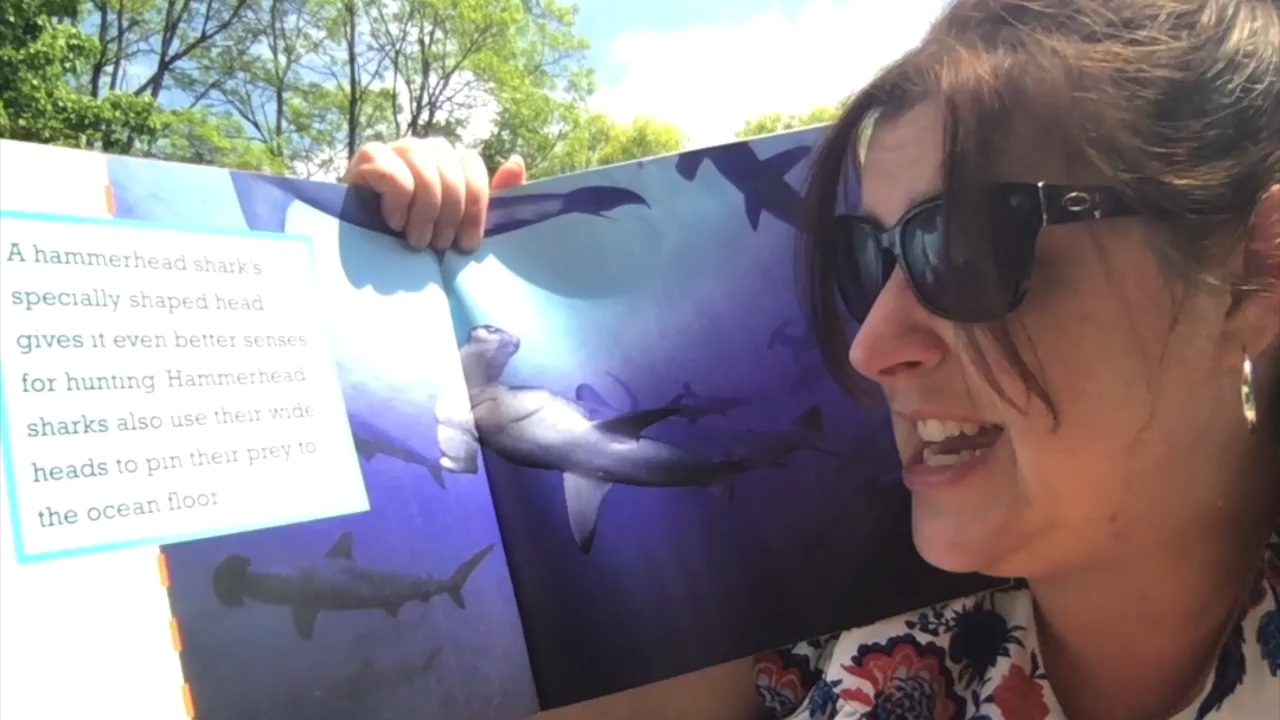 A hammerhead shark's
specially shaped head
gives it even better senses
for hunting Hammerhead
sharks also use their wide
heads to pin their prey to
the ocean floor